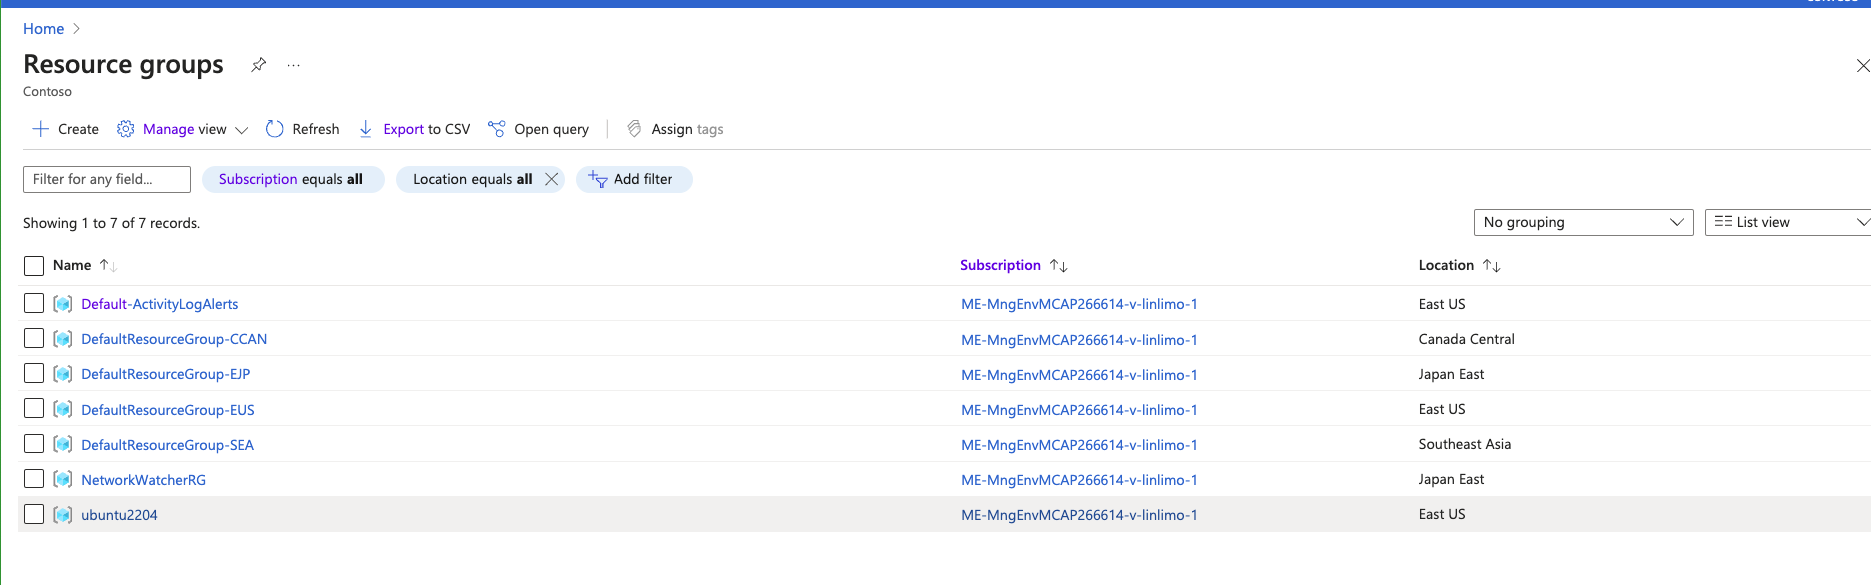 Home
Resource groups
Contoso
Create Manage view Refresh Export to CSV Open query Assign tags
Filter for any field... Subscription equals all Location equals all Add filter
Showing 1 to 7 of 7 records. No grouping List view
Name Subscription Location
Default-ActivityLogAlerts ME-MngEnvMCAP266614-v-linlimo-1 East US
DefaultResourceGroup-CCAN ME-MngEnvMCAP266614-v-linlimo-1 Canada Central
DefaultResourceGroup-EJP ME-MngEnvMCAP266614-v-linlimo-1 Japan East
DefaultResourceGroup-EUS ME-MngEnvMCAP266614-v-linlimo-1 East US
DefaultResourceGroup-SEA ME-MngEnvMCAP266614-v-linlimo-1 Southeast Asia
NetworkWatcherRG ME-MngEnvMCAP266614-v-linlimo-1 Japan East
ubuntu2204 ME-MngEnvMCAP266614-v-linlimo-1 East US